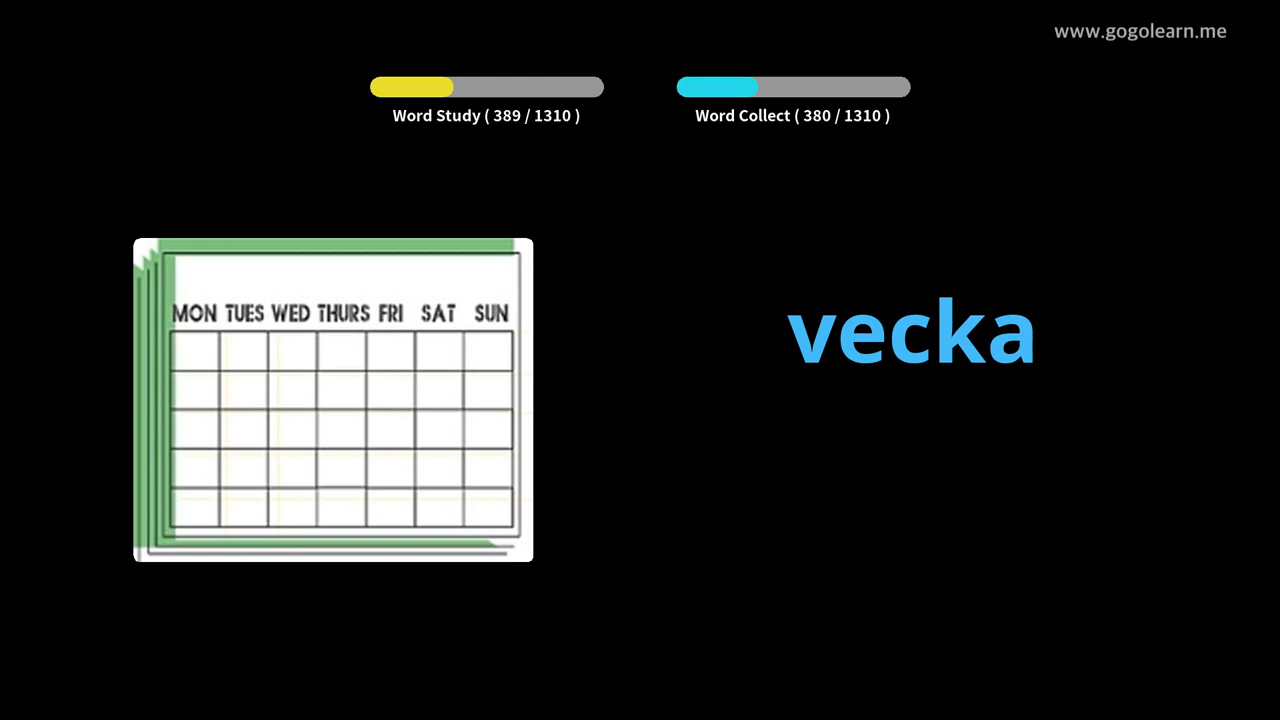 www.gogolearn.me
Word Study ( 389 / 1310 )
Word Collect ( 380 / 1310 )
MON TUES WED THURS FRI SAT SUN
vecka